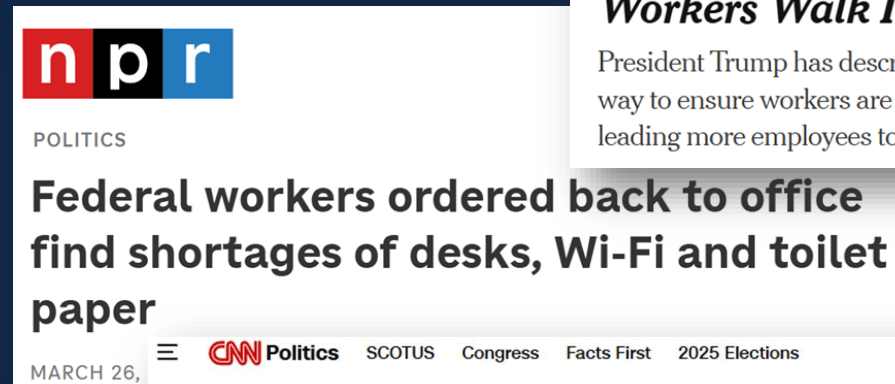 Workers Walk
President Trump has
way to ensure workers are
leading more employees to
npr
POLITICS
Federal workers ordered back to office
find shortages of desks, Wi-Fi and toilet
paper
MARCH 26,
CNN Politics SCOTUS Congress Facts First 2025 Elections